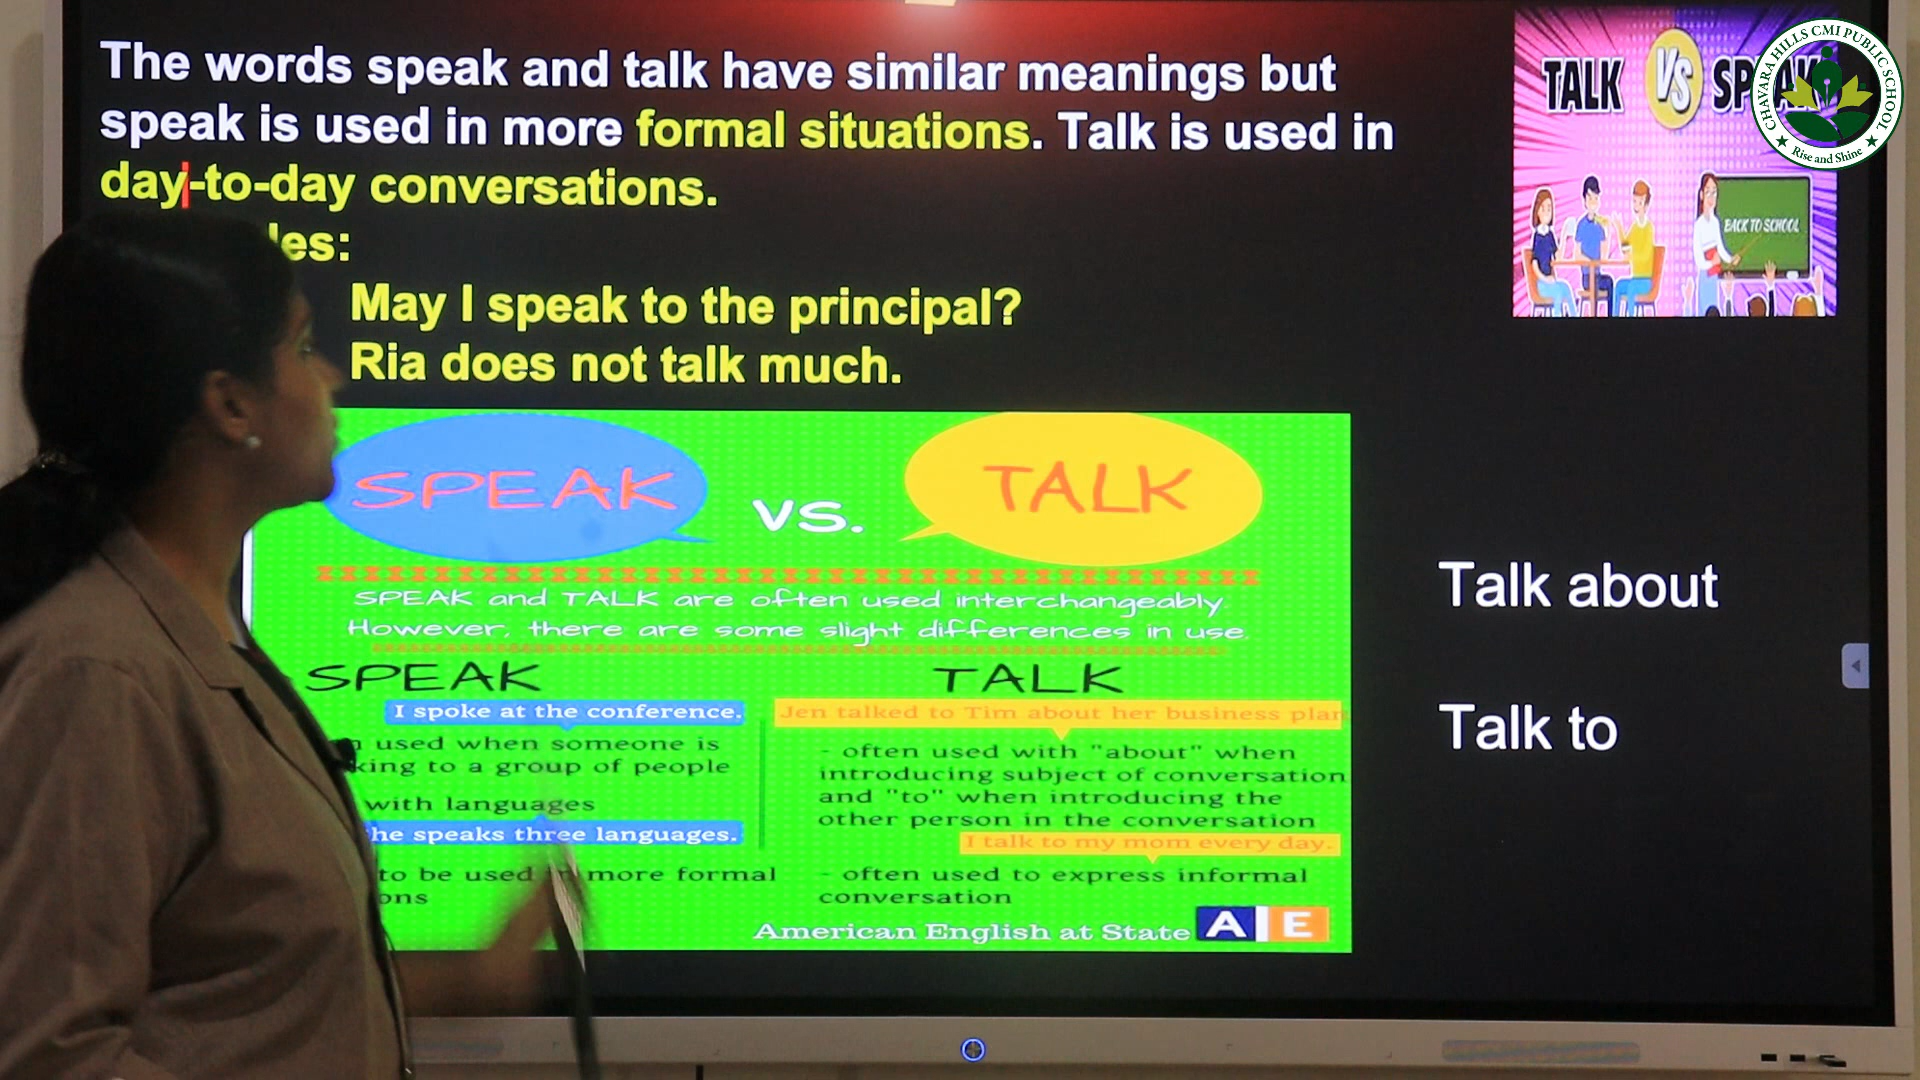 The words speak and talk have similar meanings but
speak is used in more formal situations. Talk is used in
day-to-day conversations.
les:
May I speak to the principal?
Ria does not talk much.
TALK VS SPEAK
BACK TO SCHOOL
CHAVARA HILLS CMI PUBLIC SCHOOL
Rise and Shine
SPEAK VS. TALK
SPEAK and TALK are often used interchangeably.
However, there are some slight differences in use.
SPEAK
I spoke at the conference.
used when someone is
king to a group of people
with languages
he speaks three languages.
to be used in more formal
ons
TALK
Jen talked to Tim about her business plan
- often used with "about" when
introducing subject of conversation
and "to" when introducing the
other person in the conversation
I talk to my mom every day.
- often used to express informal
conversation
American English at State A E
Talk about
Talk to